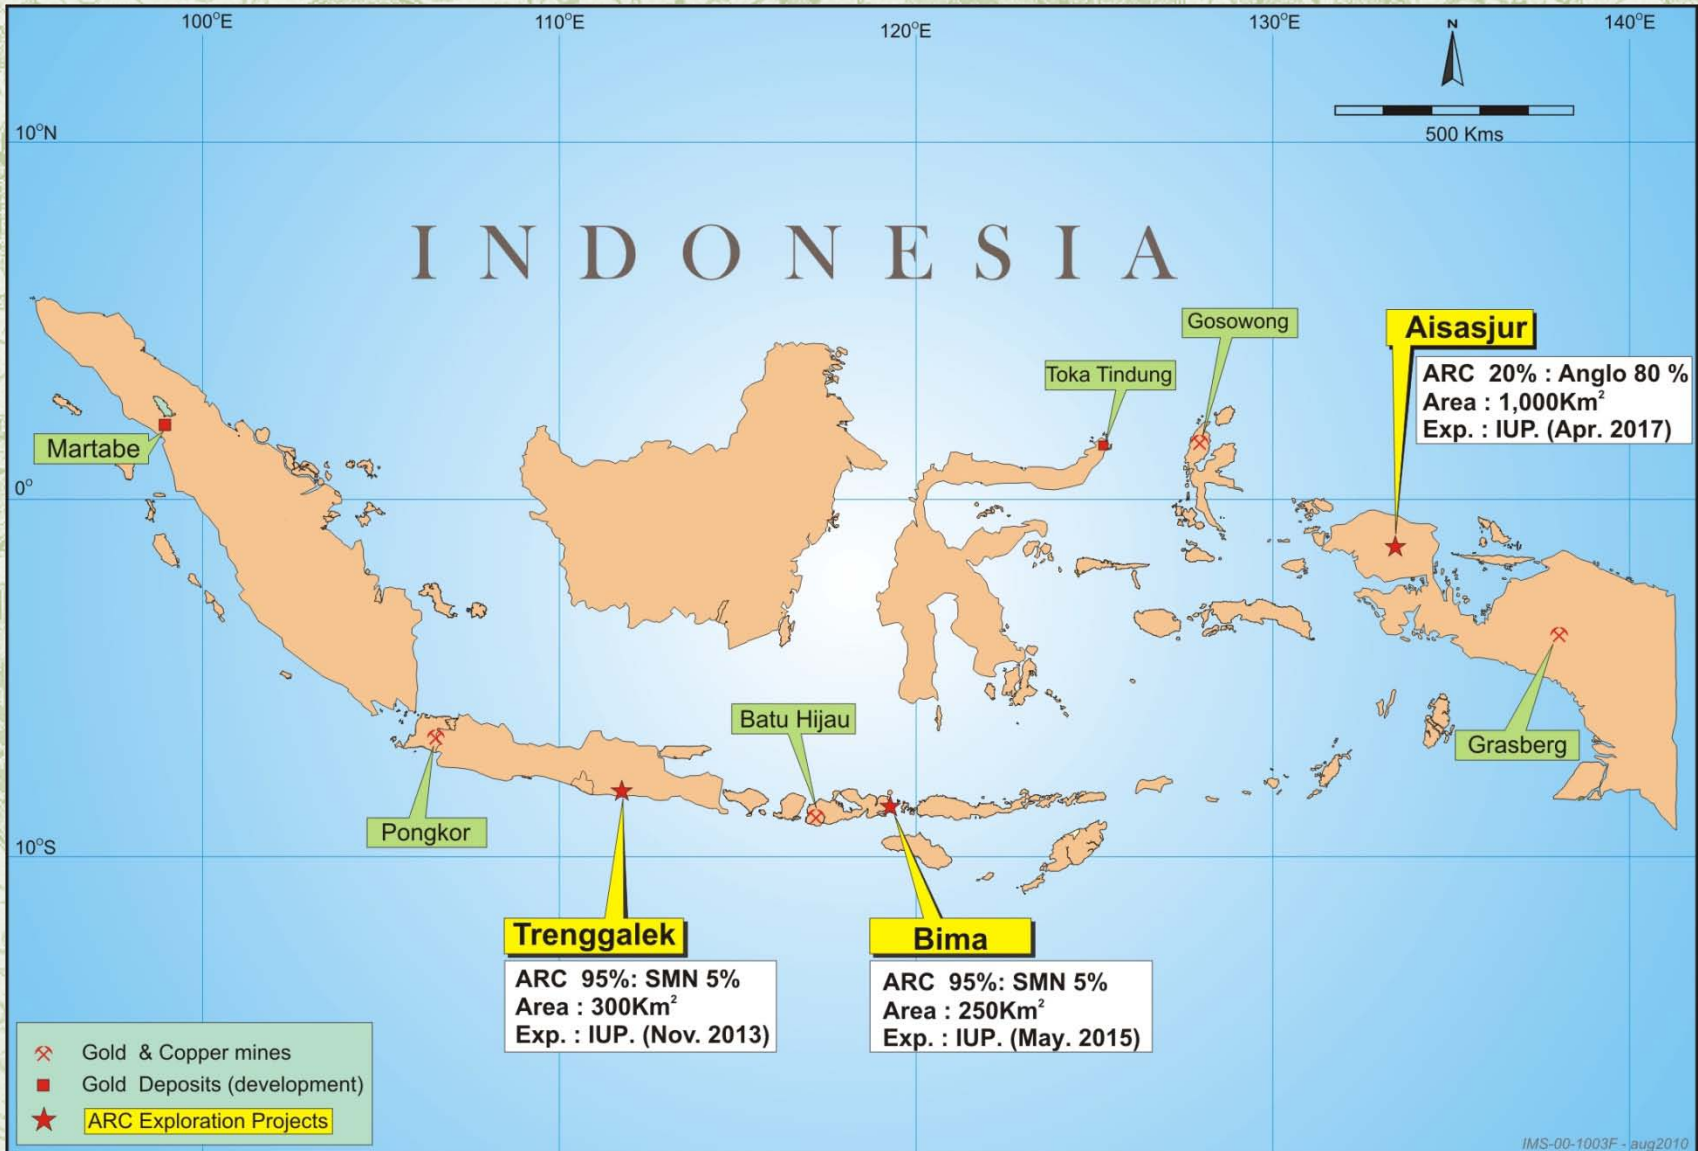 100°E
110°E
120°E
130°E
140°E
N
500 Kms
10°N
INDONESIA
Gosowong
Aisasjur
Toka Tindung
ARC 20% : Anglo 80 %
Area : 1,000Km²
Exp. : IUP. (Apr. 2017)
Martabe
0°
Batu Hijau
Grasberg
Pongkor
10°S
Trenggalek
ARC 95%: SMN 5%
Area : 300Km²
Exp. : IUP. (Nov. 2013)
Bima
ARC 95%: SMN 5%
Area : 250Km²
Exp. : IUP. (May. 2015)
Gold & Copper mines
Gold Deposits (development)
ARC Exploration Projects
IMS-00-1003F - aug2010